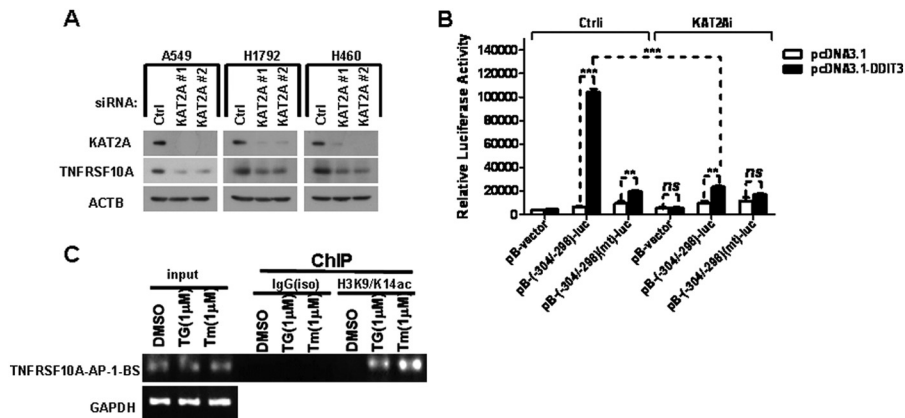 A
A549 H1792 H460
siRNA: Ctrl KAT2A #1 KAT2A #2 Ctrl KAT2A #1 KAT2A #2 Ctrl KAT2A #1 KAT2A #2
KAT2A
TNFRSF10A
ACTB
B
Ctrli KAT2Ai
pcDNA3.1
pcDNA3.1-DDIT3
Relative Luciferase Activity
140000
120000
100000
80000
60000
40000
20000
0
***
***
**
ns
**
ns
pB-vector
pB-(-304/-298)-luc
pB-(-304/-298)(mt)-luc
pB-vector
pB-(-304/-298)-luc
pB-(-304/-298)(mt)-luc
C
ChIP
input IgG(iso) H3K9/K14ac
DMSO TG(1µM) Tm(1µM) DMSO TG(1µM) Tm(1µM) DMSO TG(1µM) Tm(1µM)
TNFRSF10A-AP-1-BS
GAPDH